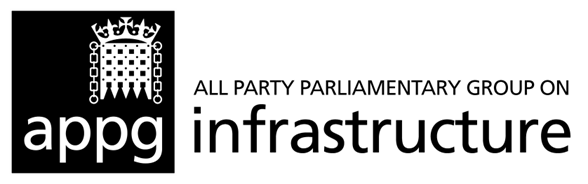 appg
ALL PARTY PARLIAMENTARY GROUP ON
infrastructure